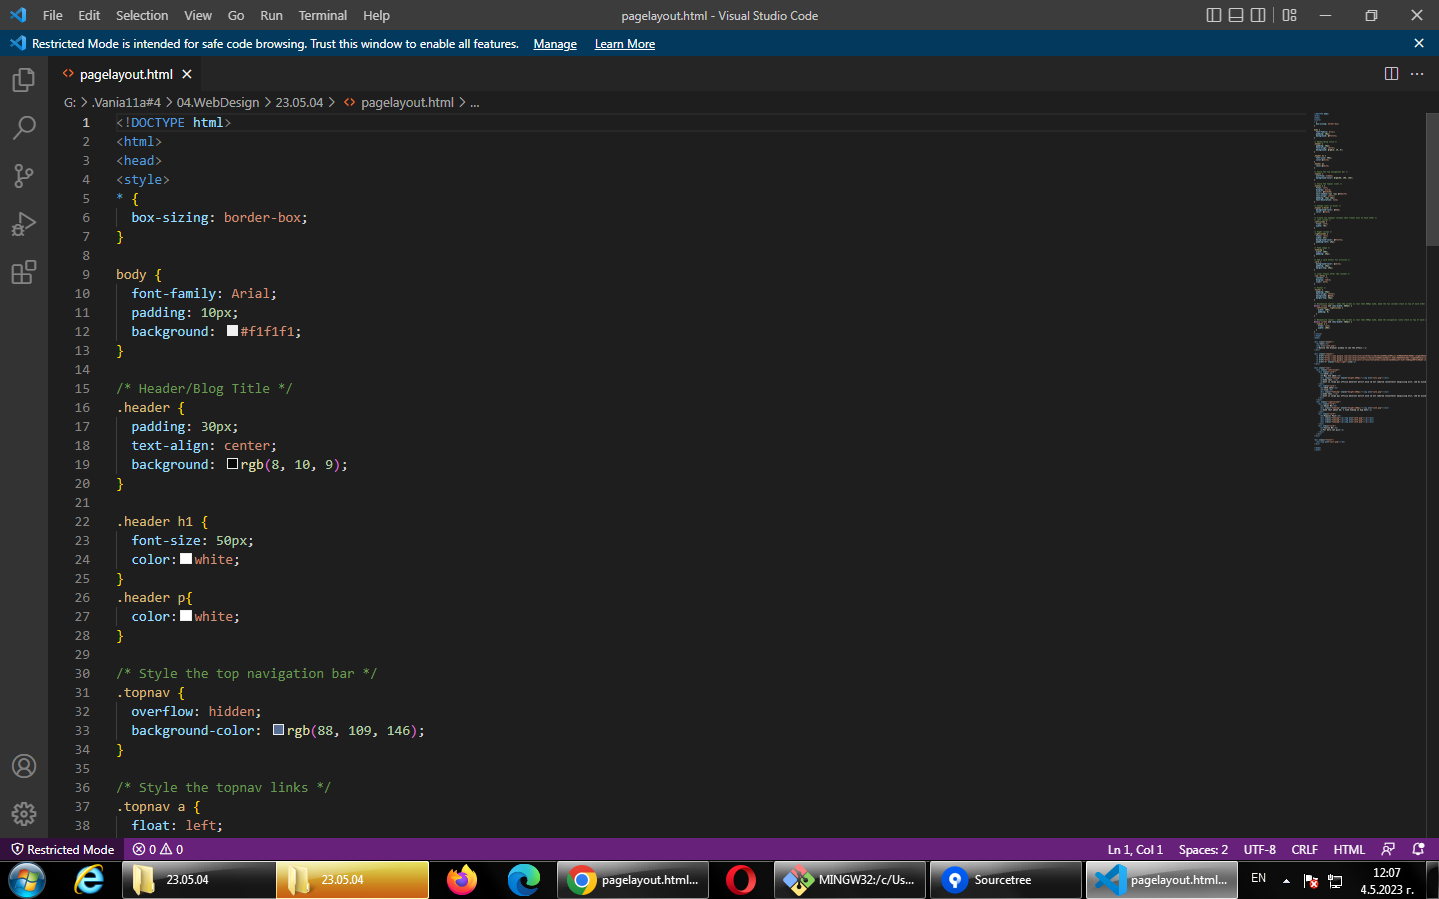 File Edit Selection View Go Run Terminal Help
pagelayout.html - Visual Studio Code
Restricted Mode is intended for safe code browsing. Trust this window to enable all features. Manage Learn More
pagelayout.html
G: > .Vania11a#4 > 04.WebDesign > 23.05.04 > pagelayout.html > ...
1 <!DOCTYPE html>
2 <html>
3 <head>
4 <style>
5 * {
6 box-sizing: border-box;
7 }
8
9 body {
10 font-family: Arial;
11 padding: 10px;
12 background: #f1f1f1;
13 }
14
15 /* Header/Blog Title */
16 .header {
17 padding: 30px;
18 text-align: center;
19 background: rgb(8, 10, 9);
20 }
21
22 .header h1 {
23 font-size: 50px;
24 color: white;
25 }
26 .header p{
27 color: white;
28 }
29
30 /* Style the top navigation bar */
31 .topnav {
32 overflow: hidden;
33 background-color: rgb(88, 109, 146);
34 }
35
36 /* Style the topnav links */
37 .topnav a {
38 float: left;
Restricted Mode 0 0 Ln 1, Col 1 Spaces: 2 UTF-8 CRLF HTML
23.05.04 23.05.04 pagelayout.html... MINGW32:/c/Us... Sourcetree pagelayout.html... EN 12:07
4.5.2023 г.